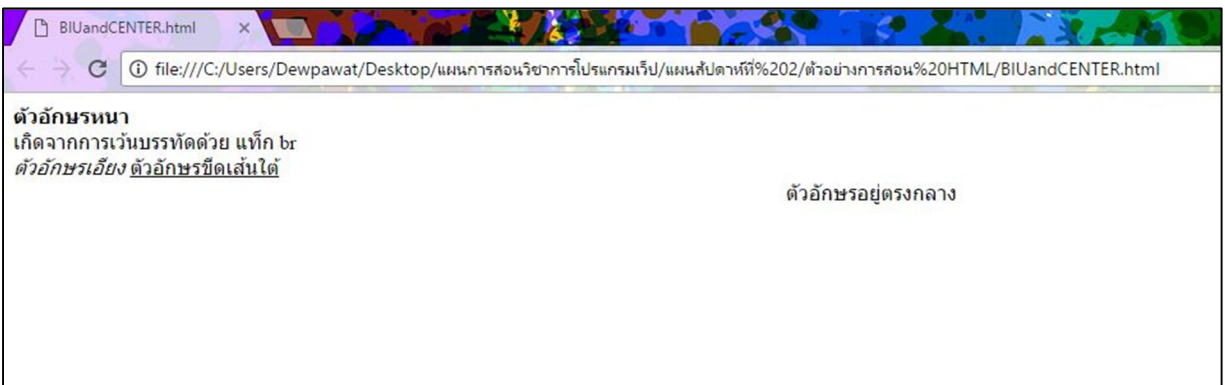 BIUandCENTER.html
file:///C:/Users/Dewpawat/Desktop/แผนการสอนวิชาการโปรแกรมเว็ป/แผนสัปดาห์ที่%202/ตัวอย่างการสอน%20HTML/BIUandCENTER.html
ตัวอักษรหนา
เกิดจากการเว้นบรรทัดด้วย แท็ก br
ตัวอักษรเอียง ตัวอักษรขีดเส้นใต้
ตัวอักษรอยู่ตรงกลาง